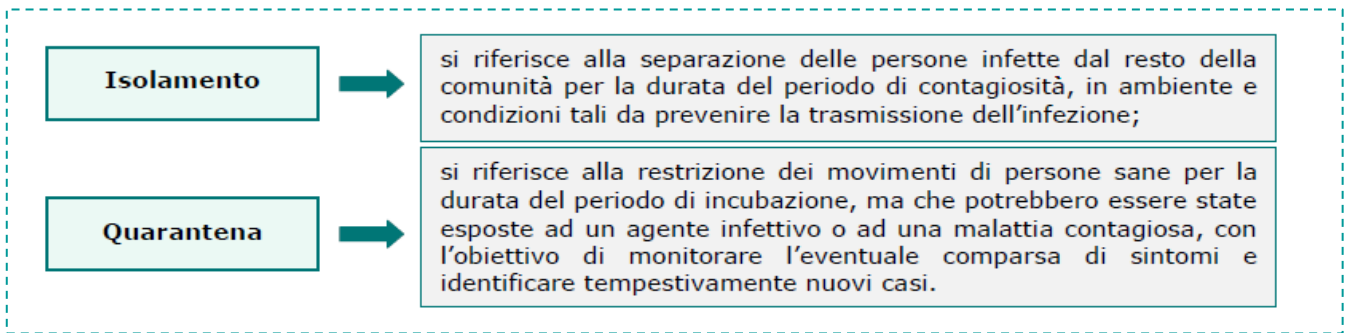 Isolamento
si riferisce alla separazione delle persone infette dal resto della
comunità per la durata del periodo di contagiosità, in ambiente e
condizioni tali da prevenire la trasmissione dell’infezione;
Quarantena
si riferisce alla restrizione dei movimenti di persone sane per la
durata del periodo di incubazione, ma che potrebbero essere state
esposte ad un agente infettivo o ad una malattia contagiosa, con
l’obiettivo di monitorare l’eventuale comparsa di sintomi e
identificare tempestivamente nuovi casi.